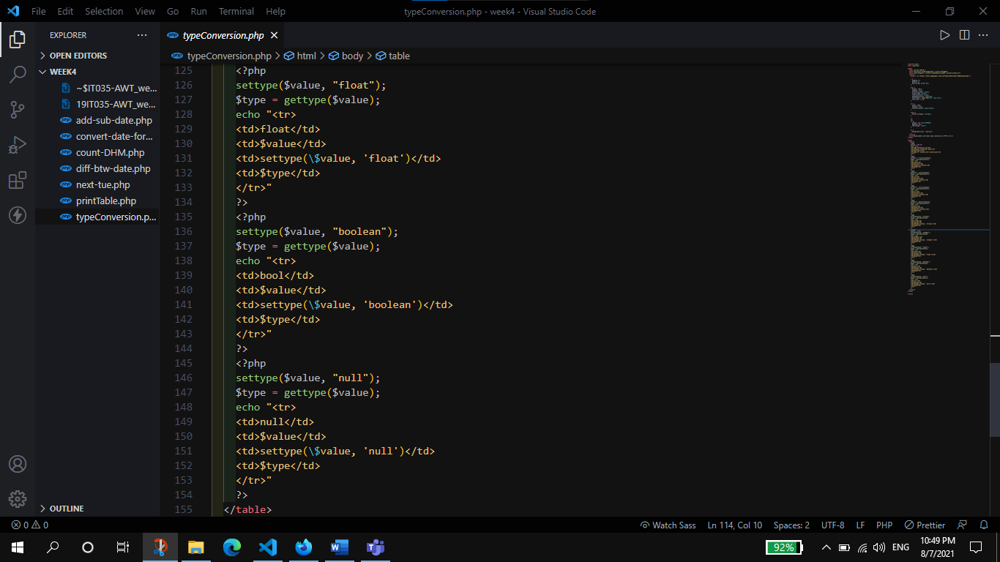 File Edit Selection View Go Run Terminal Help
typeConversion.php - week4 - Visual Studio Code
EXPLORER
OPEN EDITORS
WEEK4
~$IT035-AWT_we...
19IT035-AWT_we...
add-sub-date.php
convert-date-for...
count-DHM.php
diff-btw-date.php
next-tue.php
printTable.php
typeConversion.p...
OUTLINE
typeConversion.php
typeConversion.php > html > body > table
125 <?php
126 settype($value, "float");
127 $type = gettype($value);
128 echo "<tr>
129 <td>float</td>
130 <td>$value</td>
131 <td>settype(\$value, 'float')</td>
132 <td>$type</td>
133 </tr>"
134 ?>
135 <?php
136 settype($value, "boolean");
137 $type = gettype($value);
138 echo "<tr>
139 <td>bool</td>
140 <td>$value</td>
141 <td>settype(\$value, 'boolean')</td>
142 <td>$type</td>
143 </tr>"
144 ?>
145 <?php
146 settype($value, "null");
147 $type = gettype($value);
148 echo "<tr>
149 <td>null</td>
150 <td>$value</td>
151 <td>settype(\$value, 'null')</td>
152 <td>$type</td>
153 </tr>"
154 ?>
155 </table>
0 0
Watch Sass Ln 114, Col 10 Spaces: 2 UTF-8 LF PHP Prettier
92% ENG
10:49 PM
8/7/2021